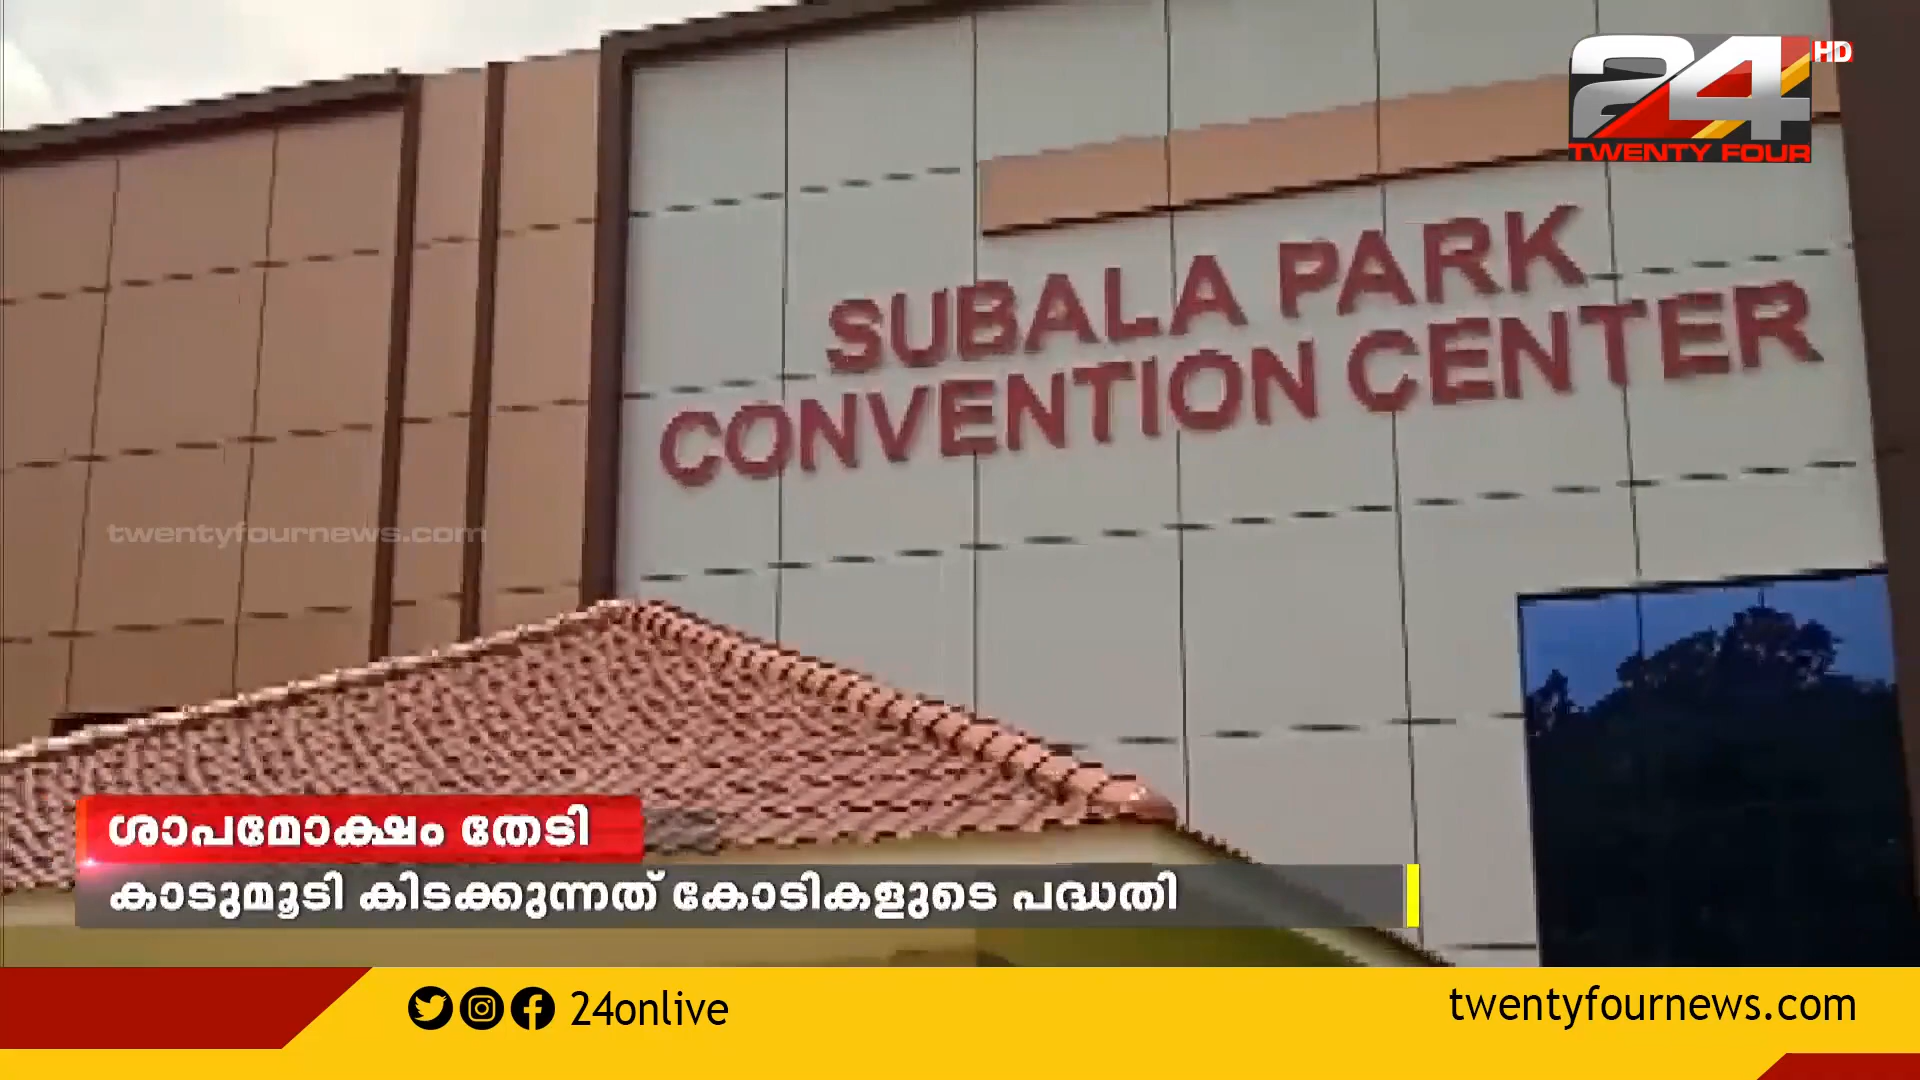 24 HD
TWENTY FOUR
SUBALA PARK
CONVENTION CENTER
twentyfournews.com
ശാപമോക്ഷം തേടി
കാടുമൂടി കിടക്കുന്നത് കോടികളുടെ പദ്ധതി
24onlive
twentyfournews.com